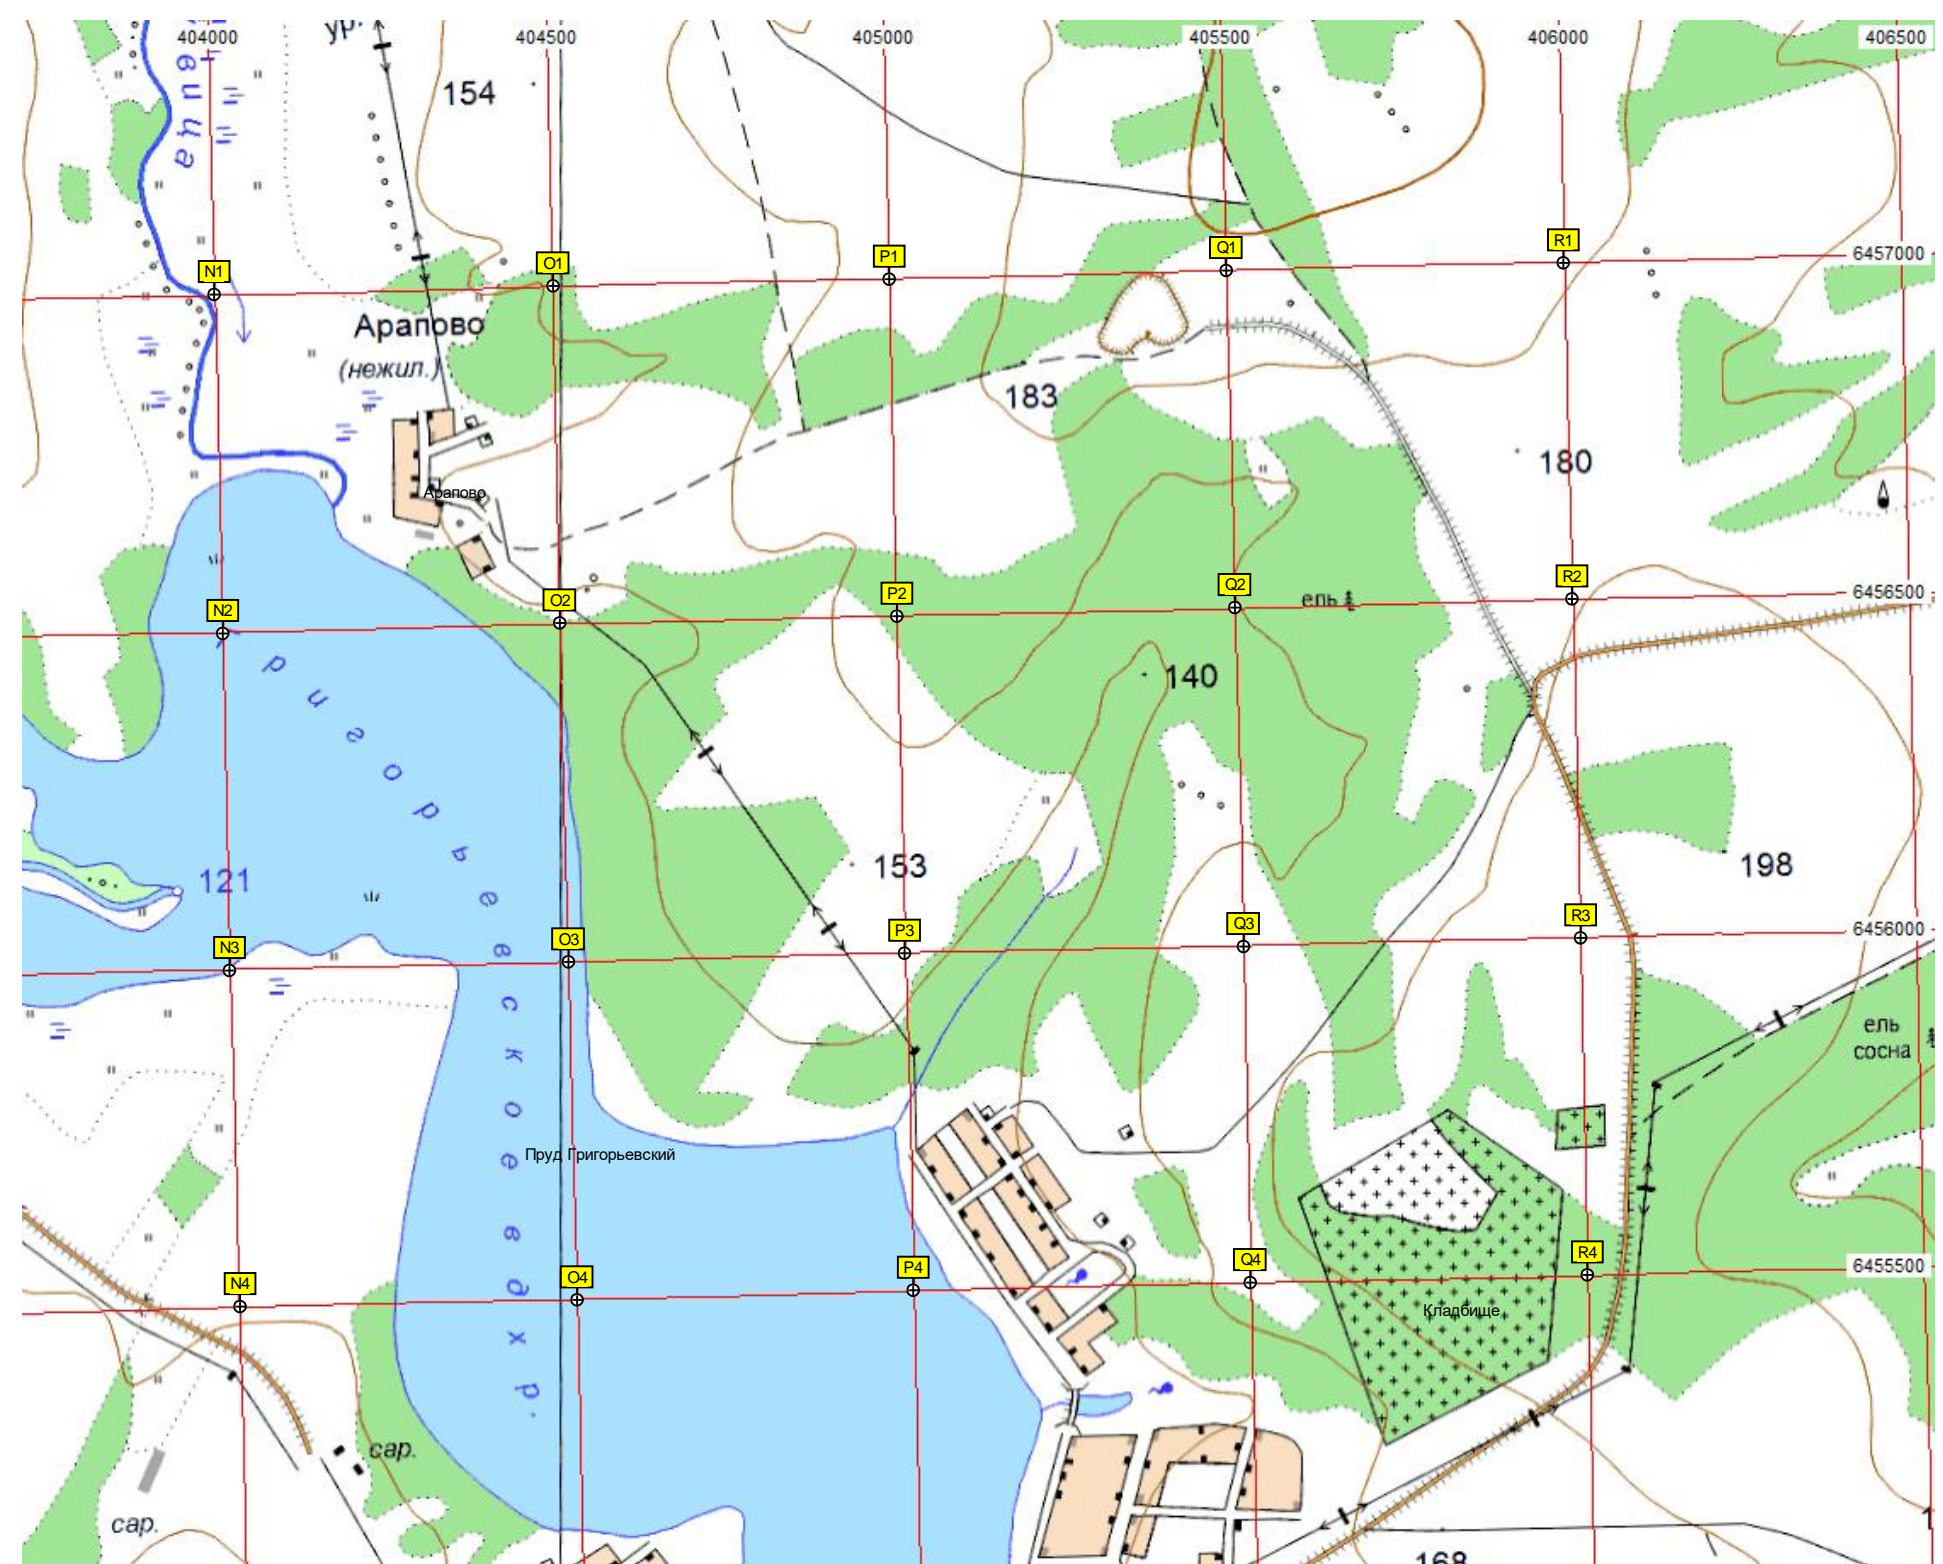 ур.
404000 404500 405000 405500 406000 406500
вица
154
N1 O1 P1 Q1 R1
6457000
Арапово
(нежил.)
183
180
Арапово
N2 O2 P2 Q2 R2
6456500
ель
140
Григорьевское вдхр.
121
153
198
N3 O3 P3 Q3 R3
6456000
ель
сосна
Пруд Григорьевский
N4 O4 P4 Q4 R4
6455500
Кладбище
сар.
сар.
168